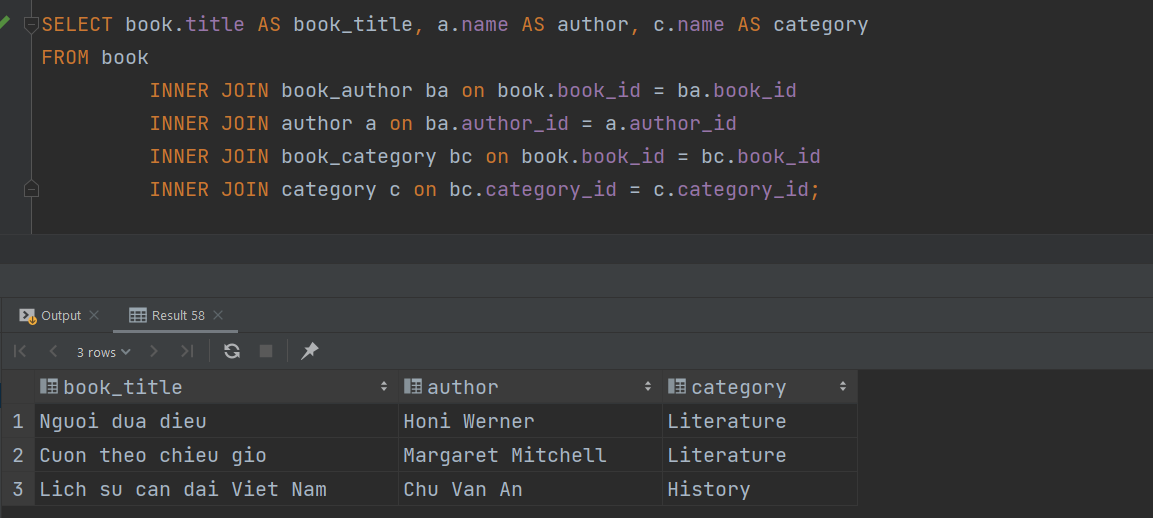 SELECT book.title AS book_title, a.name AS author, c.name AS category
FROM book
INNER JOIN book_author ba on book.book_id = ba.book_id
INNER JOIN author a on ba.author_id = a.author_id
INNER JOIN book_category bc on book.book_id = bc.book_id
INNER JOIN category c on bc.category_id = c.category_id;
Output Result 58
3 rows
book_title author category
1 Nguoi dua dieu Honi Werner Literature
2 Cuon theo chieu gio Margaret Mitchell Literature
3 Lich su can dai Viet Nam Chu Van An History